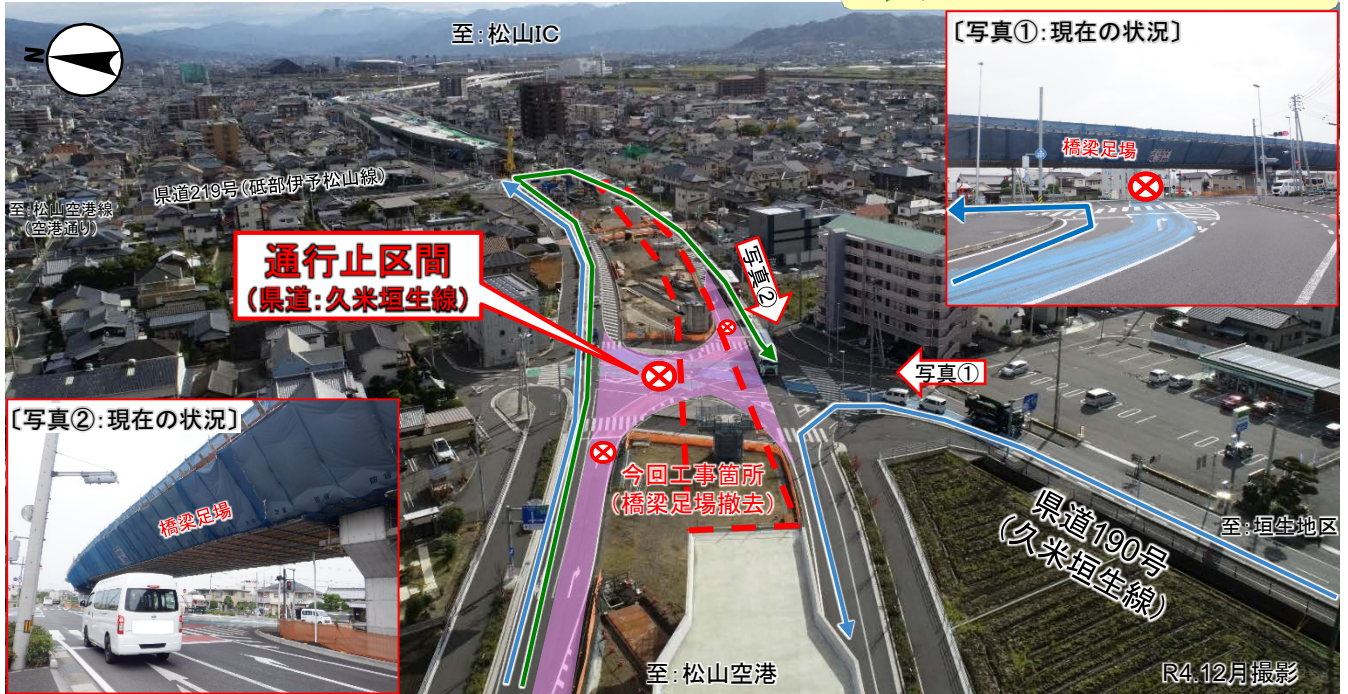 N
至：松山IC
〔写真①：現在の状況〕
橋梁足場
県道219号（砥部伊予松山線）
至：松山空港線
（空港通り）
通行止区間
（県道：久米垣生線）
写真②
写真①
〔写真②：現在の状況〕
橋梁足場
今回工事箇所
（橋梁足場撤去）
県道190号
（久米垣生線）
至：垣生地区
至：松山空港
R4.12月撮影